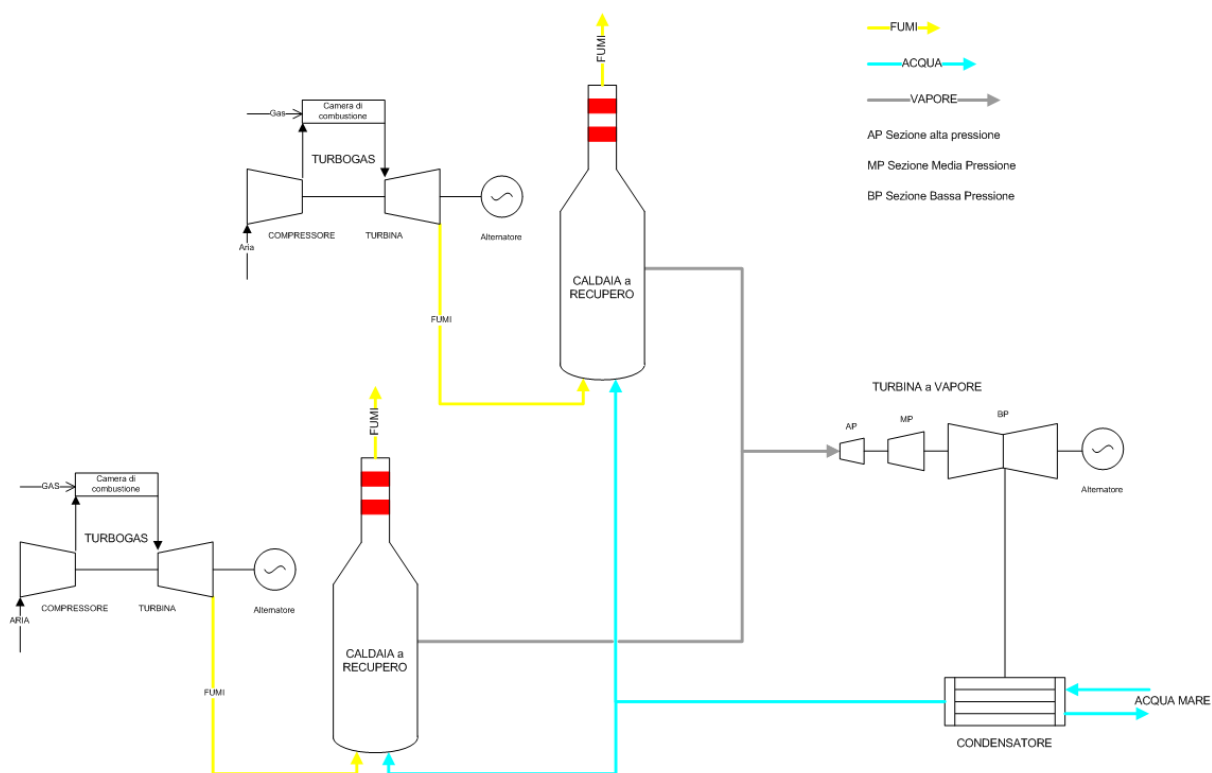 FUMI
FUMI
ACQUA
VAPORE
AP Sezione alta pressione
MP Sezione Media Pressione
BP Sezione Bassa Pressione
Gas
Camera di
combustione
TURBOGAS
COMPRESSORE
TURBINA
Alternatore
Aria
FUMI
CALDAIA a
RECUPERO
TURBINA a VAPORE
AP
MP
BP
Alternatore
FUMI
GAS
Camera di
combustione
TURBOGAS
COMPRESSORE
TURBINA
Alternatore
ARIA
FUMI
CALDAIA a
RECUPERO
ACQUA MARE
CONDENSATORE